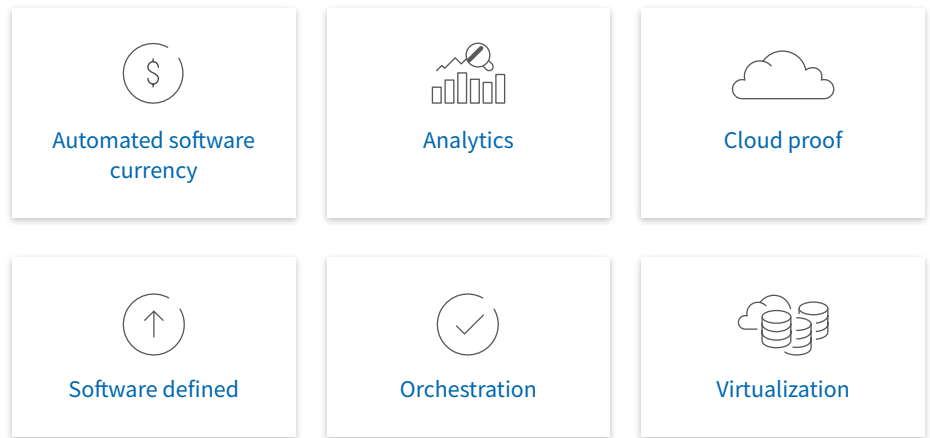 Automated software
currency
Analytics
Cloud proof
Software defined
Orchestration
Virtualization